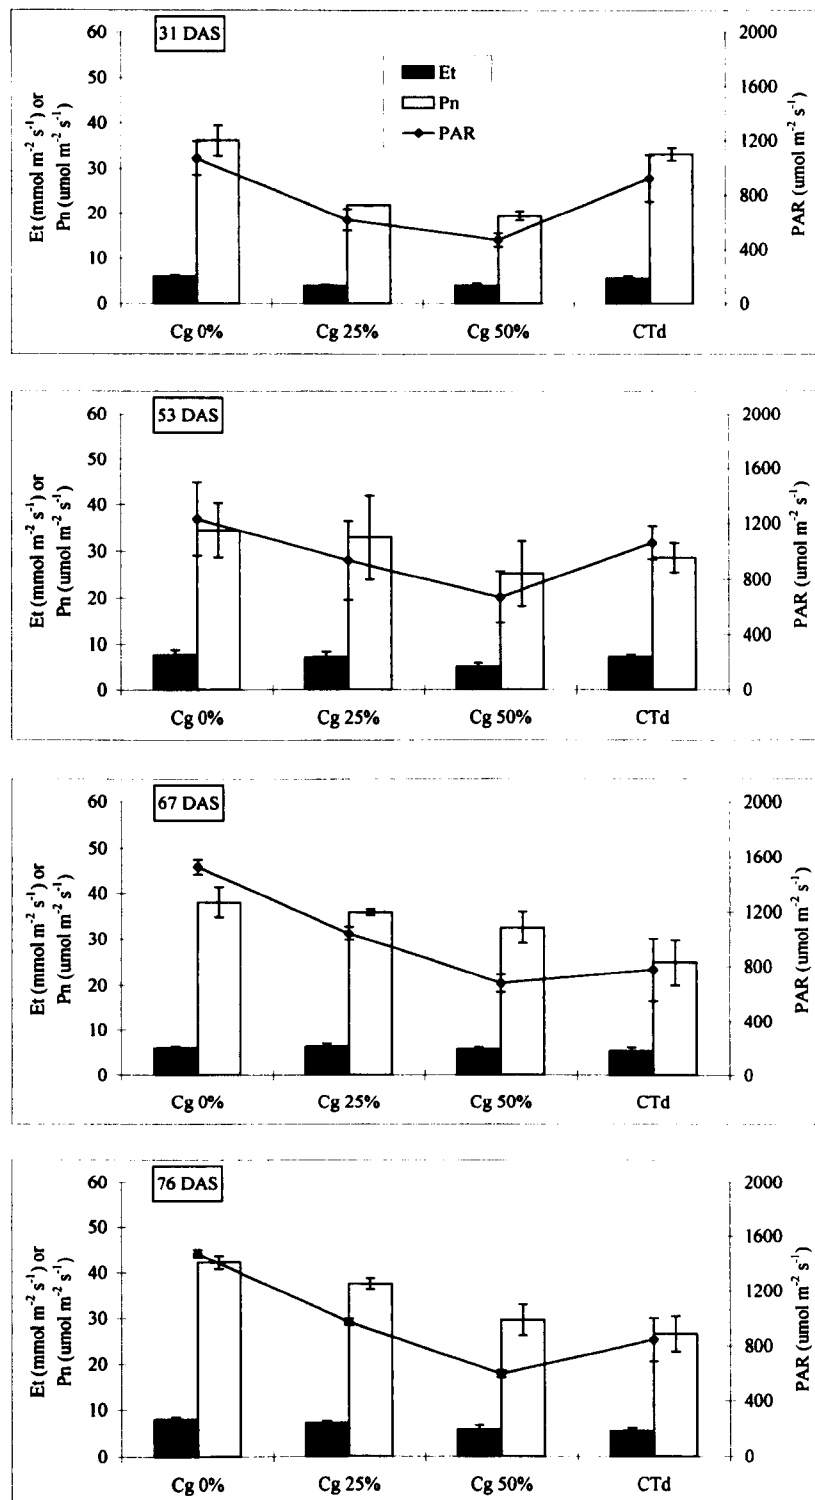 31 DAS
Et
Pn
PAR
Et (mmol m⁻² s⁻¹) or
Pn (umol m⁻² s⁻¹)
60
50
40
30
20
10
0
2000
1600
1200
800
400
0
PAR (umol m⁻² s⁻¹)
Cg 0% Cg 25% Cg 50% CTd
53 DAS
Et (mmol m⁻² s⁻¹) or
Pn (umol m⁻² s⁻¹)
60
50
40
30
20
10
0
2000
1600
1200
800
400
0
PAR (umol m⁻² s⁻¹)
Cg 0% Cg 25% Cg 50% CTd
67 DAS
Et (mmol m⁻² s⁻¹) or
Pn (umol m⁻² s⁻¹)
60
50
40
30
20
10
0
2000
1600
1200
800
400
0
PAR (umol m⁻² s⁻¹)
Cg 0% Cg 25% Cg 50% CTd
76 DAS
Et (mmol m⁻² s⁻¹) or
Pn (umol m⁻² s⁻¹)
60
50
40
30
20
10
0
2000
1600
1200
800
400
0
PAR (umol m⁻² s⁻¹)
Cg 0% Cg 25% Cg 50% CTd